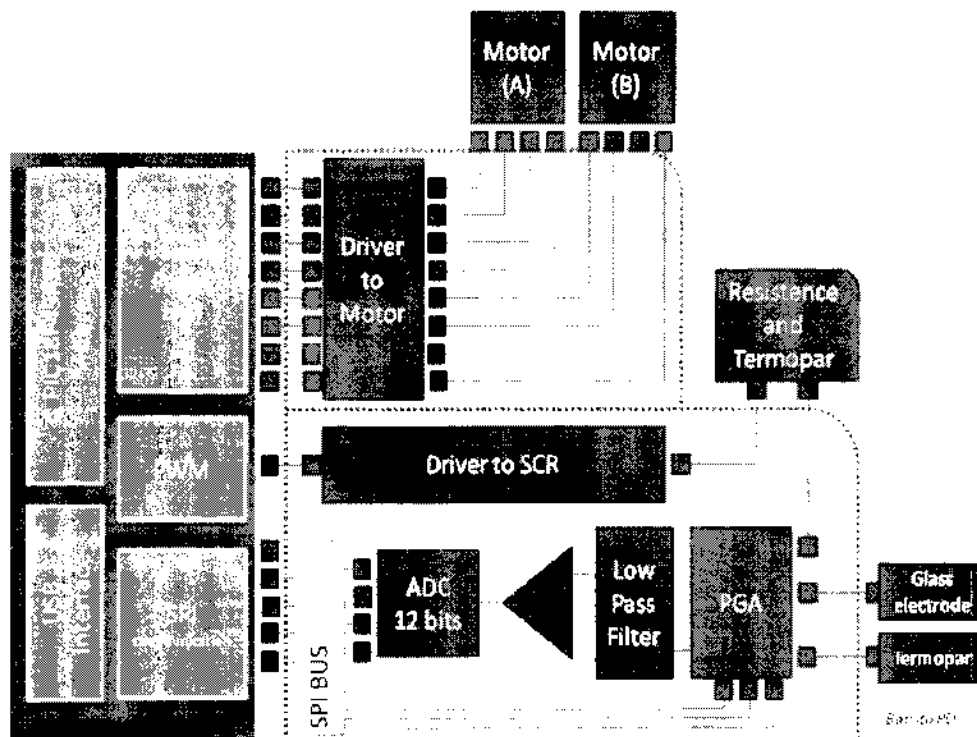 Motor
(A)
Motor
(B)
Driver
to
Motor
Resistence
and
Termopar
PWM
Driver to SCR
ADC
12 bits
Low
Pass
Filter
PGA
Glass
electrode
Termopar
SPI BUS